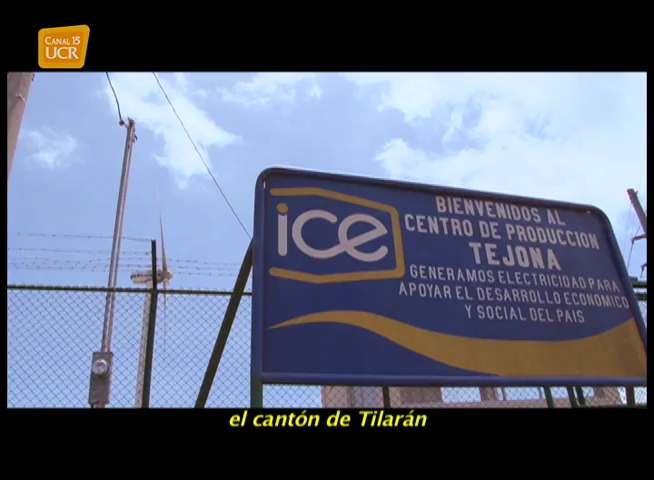 CANAL 15
UCR
ice
BIENVENIDOS AL
CENTRO DE PRODUCCION
TEJONA
GENERAMOS ELECTRICIDAD PARA
APOYAR EL DESARROLLO ECONOMICO
Y SOCIAL DEL PAIS
el cantón de Tilarán